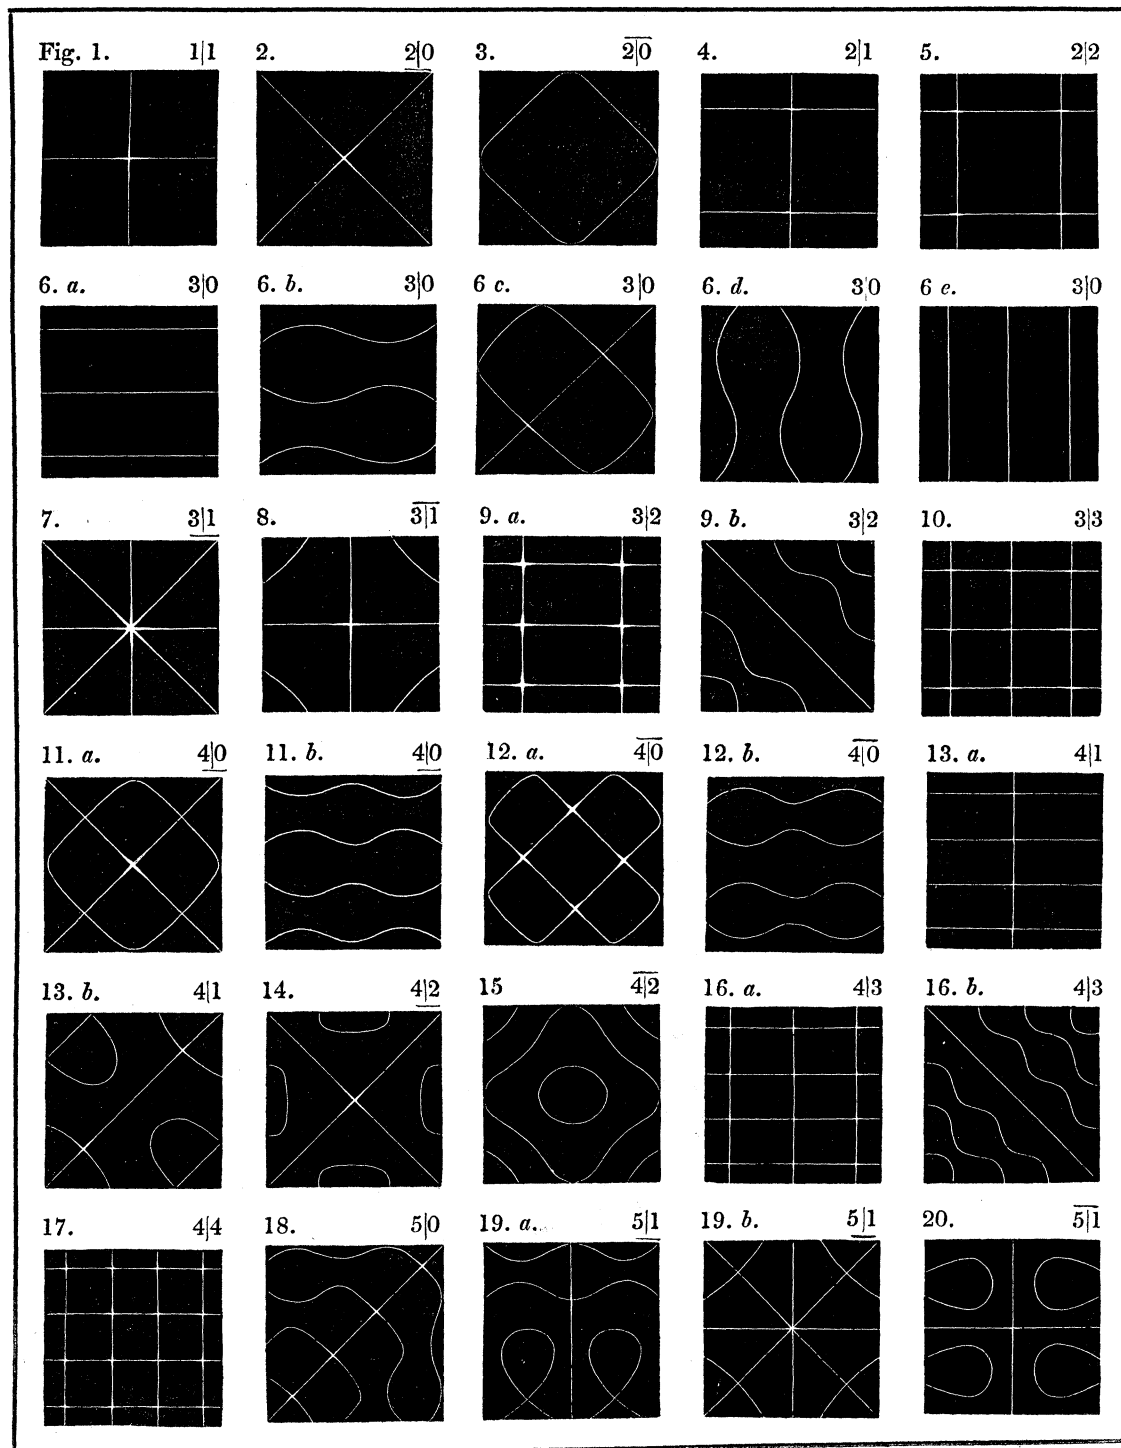 Fig. 1. 1|1 2. 2|0 3. 2|0 4. 2|1 5. 2|2
6. a. 3|0 6. b. 3|0 6 c. 3|0 6. d. 3|0 6 e. 3|0
7. 3|1 8. 3|1 9. a. 3|2 9. b. 3|2 10. 3|3
11. a. 4|0 11. b. 4|0 12. a. 4|0 12. b. 4|0 13. a. 4|1
13. b. 4|1 14. 4|2 15 4|2 16. a. 4|3 16. b. 4|3
17. 4|4 18. 5|0 19. a. 5|1 19. b. 5|1 20. 5|1